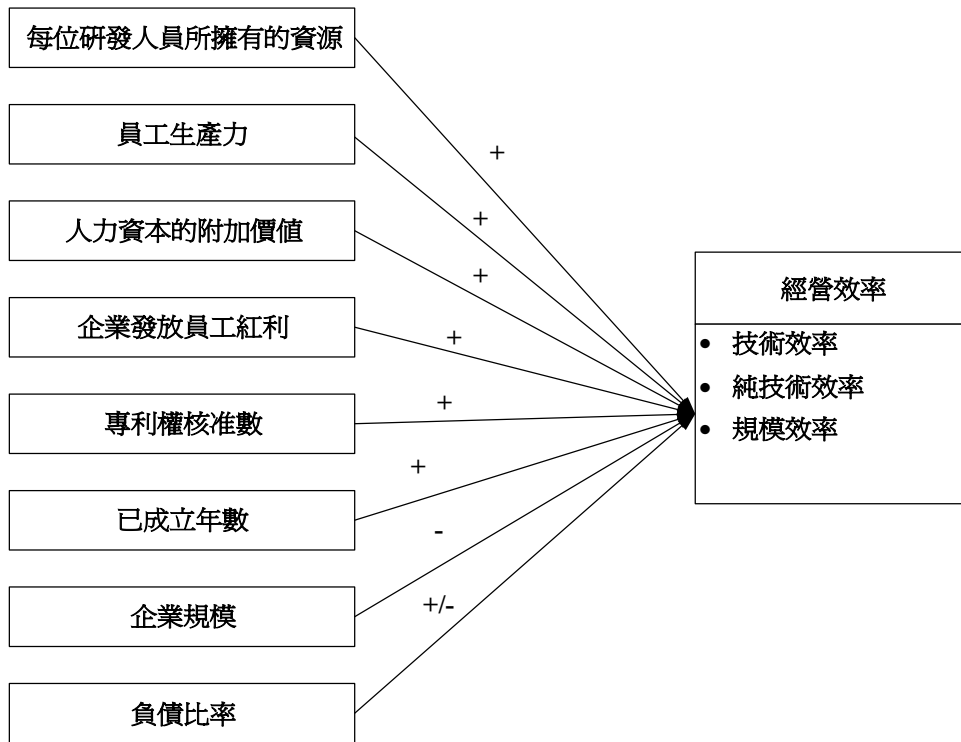 每位研發人員所擁有的資源
員工生產力
人力資本的附加價值
企業發放員工紅利
專利權核准數
已成立年數
企業規模
負債比率
+
+
+
+
+
+
-
+/-
經營效率
• 技術效率
• 純技術效率
• 規模效率